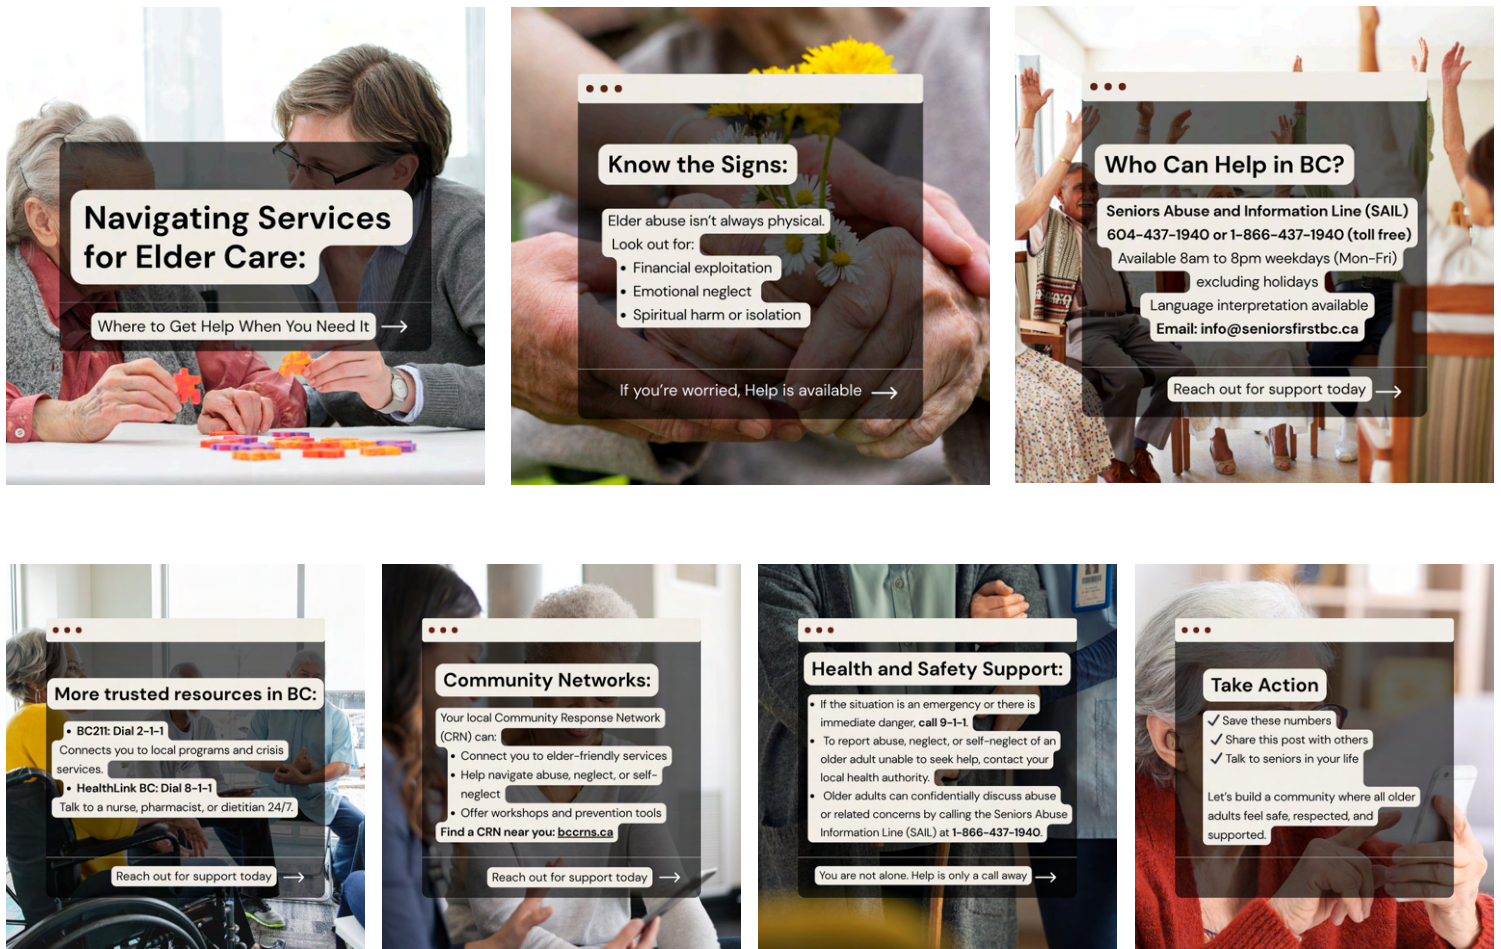 Navigating Services
for Elder Care:
Where to Get Help When You Need It
Know the Signs:
Elder abuse isn't always physical.
Look out for:
• Financial exploitation
• Emotional neglect
• Spiritual harm or isolation
If you're worried, Help is available
Who Can Help in BC?
Seniors Abuse and Information Line (SAIL)
604-437-1940 or 1-866-437-1940 (toll free)
Available 8am to 8pm weekdays (Mon-Fri)
excluding holidays
Language interpretation available
Email: info@seniorsfirstbc.ca
Reach out for support today
More trusted resources in BC:
• BC211: Dial 2-1-1
Connects you to local programs and crisis
services.
• HealthLink BC: Dial 8-1-1
Talk to a nurse, pharmacist, or dietitian 24/7.
Reach out for support today
Community Networks:
Your local Community Response Network
(CRN) can:
• Connect you to elder-friendly services
• Help navigate abuse, neglect, or self-
neglect
• Offer workshops and prevention tools
Find a CRN near you: bccrns.ca
Reach out for support today
Health and Safety Support:
• If the situation is an emergency or there is
immediate danger, call 9-1-1.
• To report abuse, neglect, or self-neglect of an
older adult unable to seek help, contact your
local health authority.
• Older adults can confidentially discuss abuse
or related concerns by calling the Seniors Abuse
Information Line (SAIL) at 1-866-437-1940.
You are not alone. Help is only a call away
Take Action
✓ Save these numbers
✓ Share this post with others
✓ Talk to seniors in your life
Let's build a community where all older
adults feel safe, respected, and
supported.